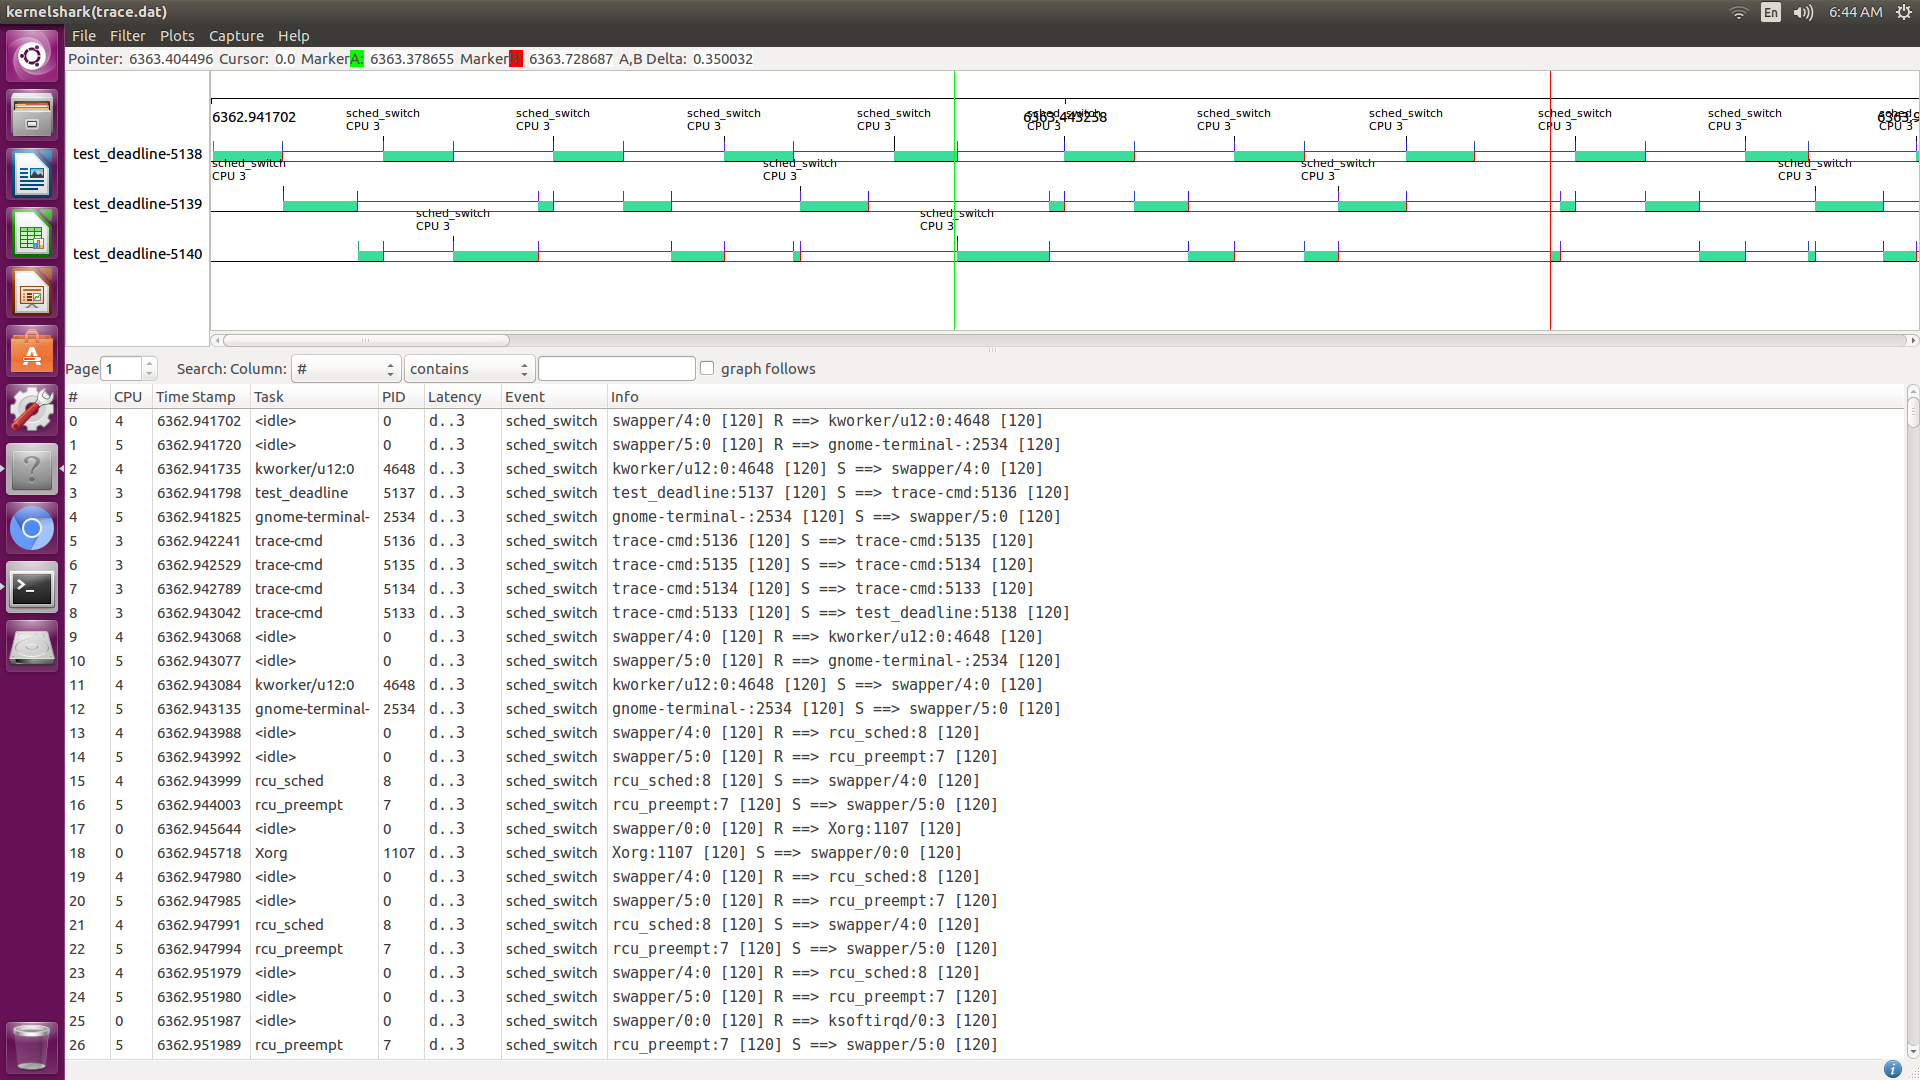 kernelshark(trace.dat)
En
6:44 AM
File Filter Plots Capture Help
Pointer: 6363.404496 Cursor: 0.0 MarkerA: 6363.378655 Marker 6363.728687 A,B Delta: 0.350032
sched_switch sched_switch sched_switch sched_switch sched_switch sched_switch sched_switch sched_switch sched_switch
6362.941702 6363.443258
CPU 3 CPU 3 CPU 3 CPU 3 CPU 3 CPU 3 CPU 3 CPU 3 CPU 3 CPU 3
test_deadline-5138
sched_switch sched_switch sched_switch sched_switch
CPU 3 CPU 3 CPU 3 CPU 3
test_deadline-5139
sched_switch sched_switch
CPU 3 CPU 3
test_deadline-5140
Page 1 Search: Column: # contains graph follows
# CPU Time Stamp Task PID Latency Event Info
0 4 6362.941702 <idle> 0 d..3 sched_switch swapper/4:0 [120] R ==> kworker/u12:0:4648 [120]
1 5 6362.941720 <idle> 0 d..3 sched_switch swapper/5:0 [120] R ==> gnome-terminal-:2534 [120]
2 4 6362.941735 kworker/u12:0 4648 d..3 sched_switch kworker/u12:0:4648 [120] S ==> swapper/4:0 [120]
3 3 6362.941798 test_deadline 5137 d..3 sched_switch test_deadline:5137 [120] S ==> trace-cmd:5136 [120]
4 5 6362.941825 gnome-terminal- 2534 d..3 sched_switch gnome-terminal-:2534 [120] S ==> swapper/5:0 [120]
5 3 6362.942241 trace-cmd 5136 d..3 sched_switch trace-cmd:5136 [120] S ==> trace-cmd:5135 [120]
6 3 6362.942529 trace-cmd 5135 d..3 sched_switch trace-cmd:5135 [120] S ==> trace-cmd:5134 [120]
7 3 6362.942789 trace-cmd 5134 d..3 sched_switch trace-cmd:5134 [120] S ==> trace-cmd:5133 [120]
8 3 6362.943042 trace-cmd 5133 d..3 sched_switch trace-cmd:5133 [120] S ==> test_deadline:5138 [120]
9 4 6362.943068 <idle> 0 d..3 sched_switch swapper/4:0 [120] R ==> kworker/u12:0:4648 [120]
10 5 6362.943077 <idle> 0 d..3 sched_switch swapper/5:0 [120] R ==> gnome-terminal-:2534 [120]
11 4 6362.943084 kworker/u12:0 4648 d..3 sched_switch kworker/u12:0:4648 [120] S ==> swapper/4:0 [120]
12 5 6362.943135 gnome-terminal- 2534 d..3 sched_switch gnome-terminal-:2534 [120] S ==> swapper/5:0 [120]
13 4 6362.943988 <idle> 0 d..3 sched_switch swapper/4:0 [120] R ==> rcu_sched:8 [120]
14 5 6362.943992 <idle> 0 d..3 sched_switch swapper/5:0 [120] R ==> rcu_preempt:7 [120]
15 4 6362.943999 rcu_sched 8 d..3 sched_switch rcu_sched:8 [120] S ==> swapper/4:0 [120]
16 5 6362.944003 rcu_preempt 7 d..3 sched_switch rcu_preempt:7 [120] S ==> swapper/5:0 [120]
17 0 6362.945644 <idle> 0 d..3 sched_switch swapper/0:0 [120] R ==> Xorg:1107 [120]
18 0 6362.945718 Xorg 1107 d..3 sched_switch Xorg:1107 [120] S ==> swapper/0:0 [120]
19 4 6362.947980 <idle> 0 d..3 sched_switch swapper/4:0 [120] R ==> rcu_sched:8 [120]
20 5 6362.947985 <idle> 0 d..3 sched_switch swapper/5:0 [120] R ==> rcu_preempt:7 [120]
21 4 6362.947991 rcu_sched 8 d..3 sched_switch rcu_sched:8 [120] S ==> swapper/4:0 [120]
22 5 6362.947994 rcu_preempt 7 d..3 sched_switch rcu_preempt:7 [120] S ==> swapper/5:0 [120]
23 4 6362.951979 <idle> 0 d..3 sched_switch swapper/4:0 [120] R ==> rcu_sched:8 [120]
24 5 6362.951980 <idle> 0 d..3 sched_switch swapper/5:0 [120] R ==> rcu_preempt:7 [120]
25 0 6362.951987 <idle> 0 d..3 sched_switch swapper/0:0 [120] R ==> ksoftirqd/0:3 [120]
26 5 6362.951989 rcu_preempt 7 d..3 sched_switch rcu_preempt:7 [120] S ==> swapper/5:0 [120]